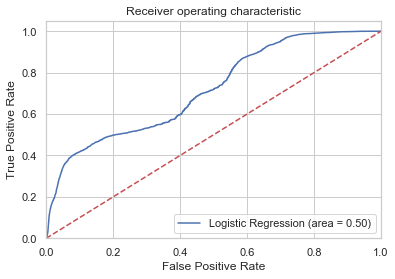 Receiver operating characteristic
True Positive Rate
1.0
0.8
0.6
0.4
0.2
0.0
Logistic Regression (area = 0.50)
0.0 0.2 0.4 0.6 0.8 1.0
False Positive Rate